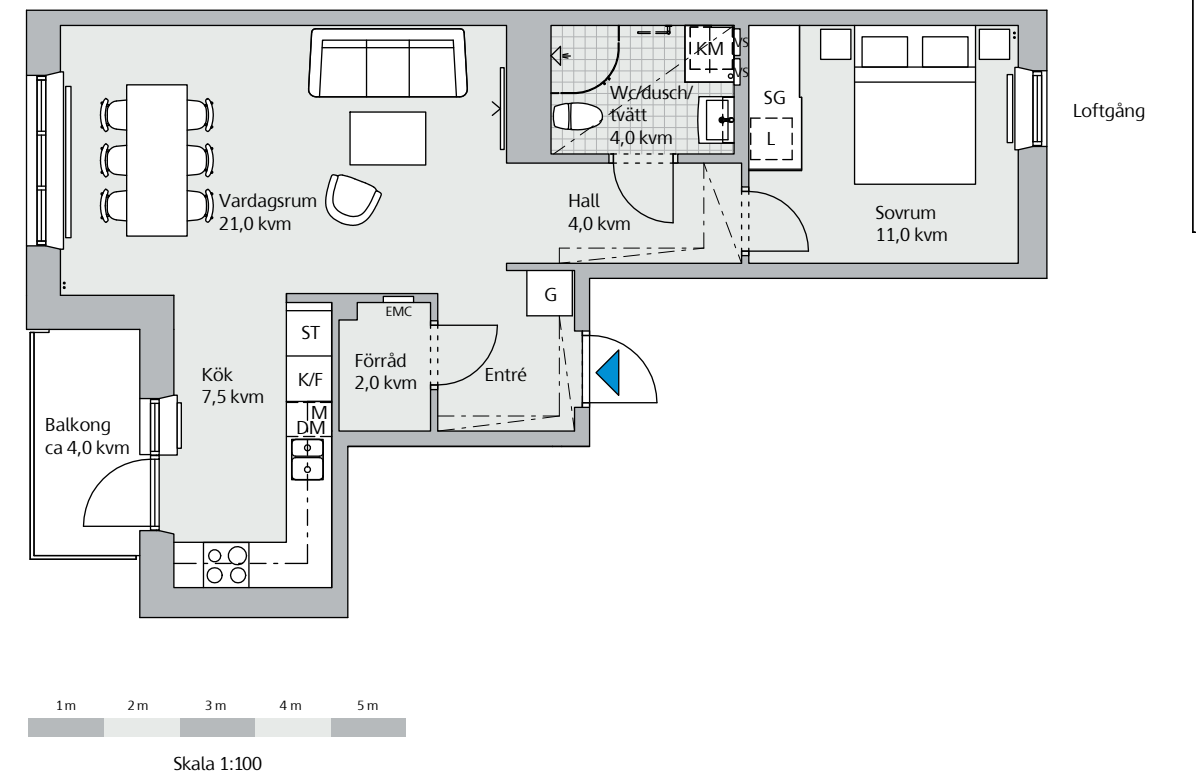 KM
VS
VS
Wc/dusch/
tvätt
4,0 kvm
SG
L
Loftgång
Vardagsrum
21,0 kvm
Hall
4,0 kvm
Sovrum
11,0 kvm
G
EMC
ST
Förråd
2,0 kvm
Entré
Kök
7,5 kvm
K/F
M
DM
Balkong
ca 4,0 kvm
1 m 2 m 3 m 4 m 5 m
Skala 1:100